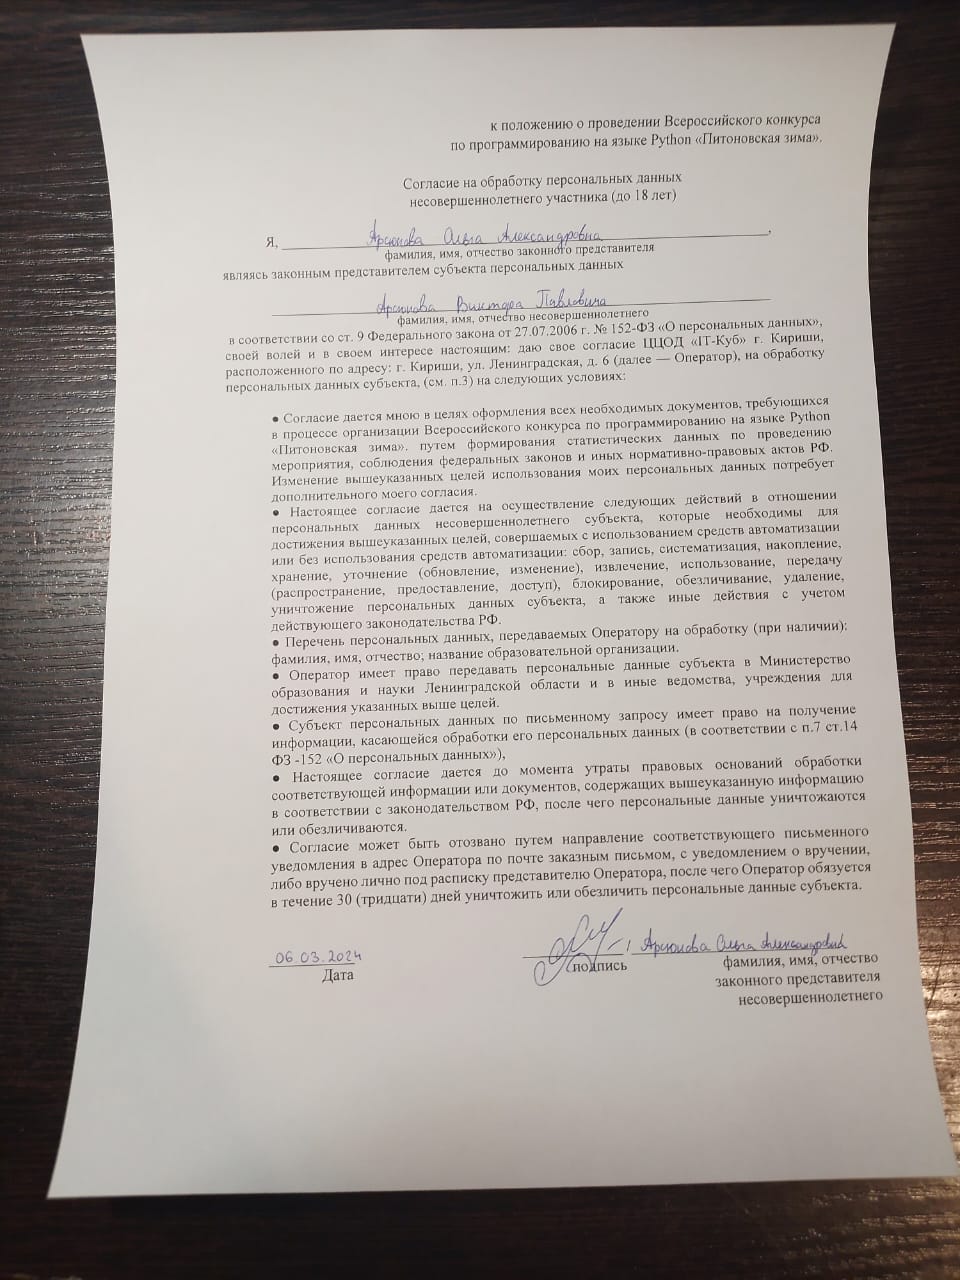 к положению о проведении Всероссийского конкурса
по программированию на языке Python «Питоновская зима».
Согласие на обработку персональных данных
несовершеннолетнего участника (до 18 лет)
Я, Арсюкова Ольга Александровна,
фамилия, имя, отчество законного представителя
являясь законным представителем субъекта персональных данных
Арсюкова Виктора Павловича
фамилия, имя, отчество несовершеннолетнего
в соответствии со ст. 9 Федерального закона от 27.07.2006 г. № 152-ФЗ «О персональных данных»,
своей волей и в своем интересе настоящим: даю свое согласие ЦЦОД «IT-Куб» г. Кириши,
расположенного по адресу: г. Кириши, ул. Ленинградская, д. 6 (далее — Оператор), на обработку
персональных данных субъекта, (см. п.3) на следующих условиях:
● Согласие дается мною в целях оформления всех необходимых документов, требующихся
в процессе организации Всероссийского конкурса по программированию на языке Python
«Питоновская зима». путем формирования статистических данных по проведению
мероприятия, соблюдения федеральных законов и иных нормативно-правовых актов РФ.
Изменение вышеуказанных целей использования моих персональных данных потребует
дополнительного моего согласия.
● Настоящее согласие дается на осуществление следующих действий в отношении
персональных данных несовершеннолетнего субъекта, которые необходимы для
достижения вышеуказанных целей, совершаемых с использованием средств автоматизации
или без использования средств автоматизации: сбор, запись, систематизация, накопление,
хранение, уточнение (обновление, изменение), извлечение, использование, передачу
(распространение, предоставление, доступ), блокирование, обезличивание, удаление,
уничтожение персональных данных субъекта, а также иные действия с учетом
действующего законодательства РФ.
● Перечень персональных данных, передаваемых Оператору на обработку (при наличии):
фамилия, имя, отчество; название образовательной организации.
● Оператор имеет право передавать персональные данные субъекта в Министерство
образования и науки Ленинградской области и в иные ведомства, учреждения для
достижения указанных выше целей.
● Субъект персональных данных по письменному запросу имеет право на получение
информации, касающейся обработки его персональных данных (в соответствии с п.7 ст.14
ФЗ -152 «О персональных данных»),
● Настоящее согласие дается до момента утраты правовых оснований обработки
соответствующей информации или документов, содержащих вышеуказанную информацию
в соответствии с законодательством РФ, после чего персональные данные уничтожаются
или обезличиваются.
● Согласие может быть отозвано путем направление соответствующего письменного
уведомления в адрес Оператора по почте заказным письмом, с уведомлением о вручении,
либо вручено лично под расписку представителю Оператора, после чего Оператор обязуется
в течение 30 (тридцати) дней уничтожить или обезличить персональные данные субъекта.
06.03.2024 / Арсюкова Ольга Александровна
Дата (подпись фамилия, имя, отчество
законного представителя
несовершеннолетнего